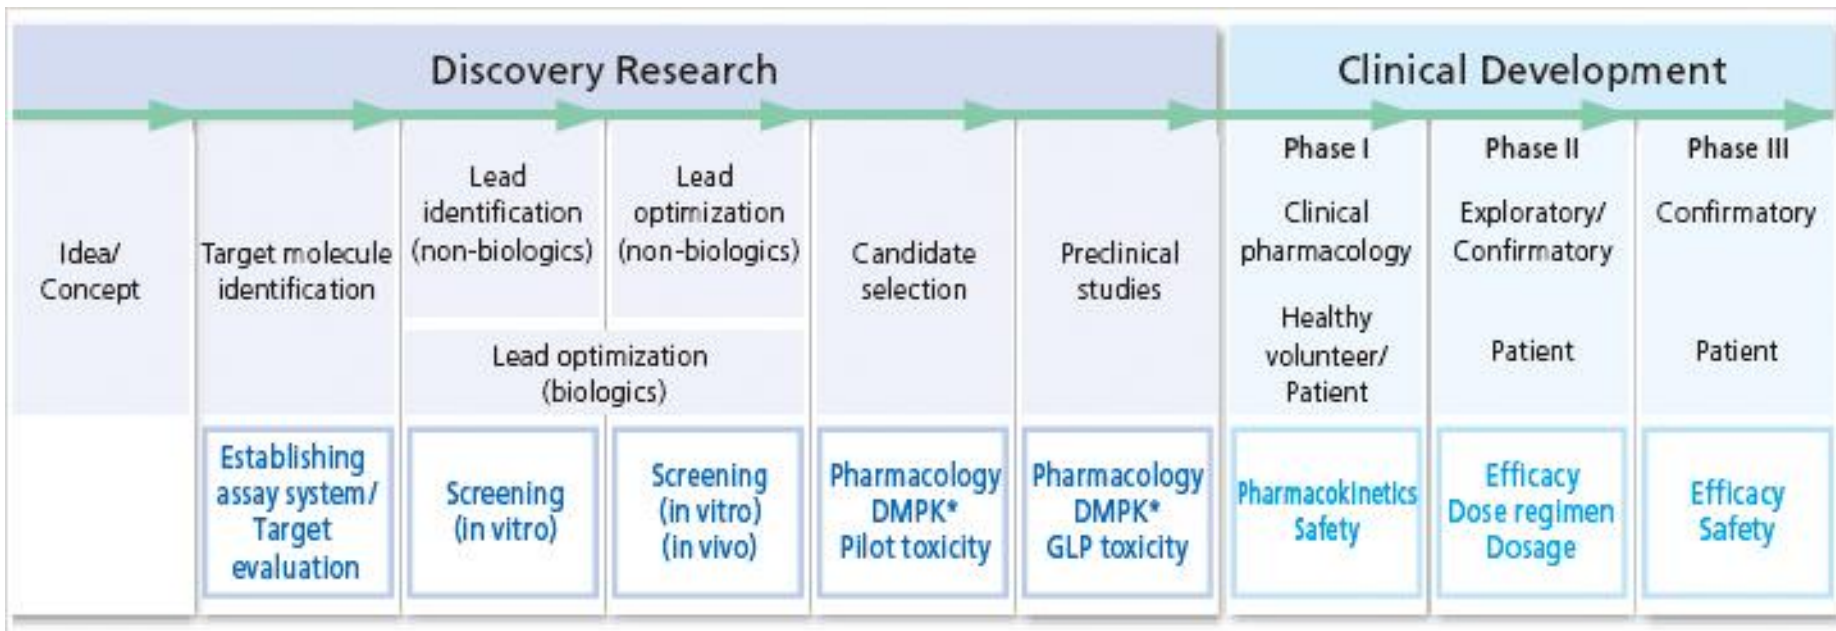 Discovery Research
Clinical Development
Idea/
Concept
Target molecule
identification
Lead
identification
(non-biologics)
Lead
optimization
(non-biologics)
Lead optimization
(biologics)
Candidate
selection
Preclinical
studies
Phase I
Clinical
pharmacology
Healthy
volunteer/
Patient
Phase II
Exploratory/
Confirmatory
Patient
Phase III
Confirmatory
Patient
Establishing
assay system/
Target
evaluation
Screening
(in vitro)
Screening
(in vitro)
(in vivo)
Pharmacology
DMPK*
Pilot toxicity
Pharmacology
DMPK*
GLP toxicity
Pharmacokinetics
Safety
Efficacy
Dose regimen
Dosage
Efficacy
Safety